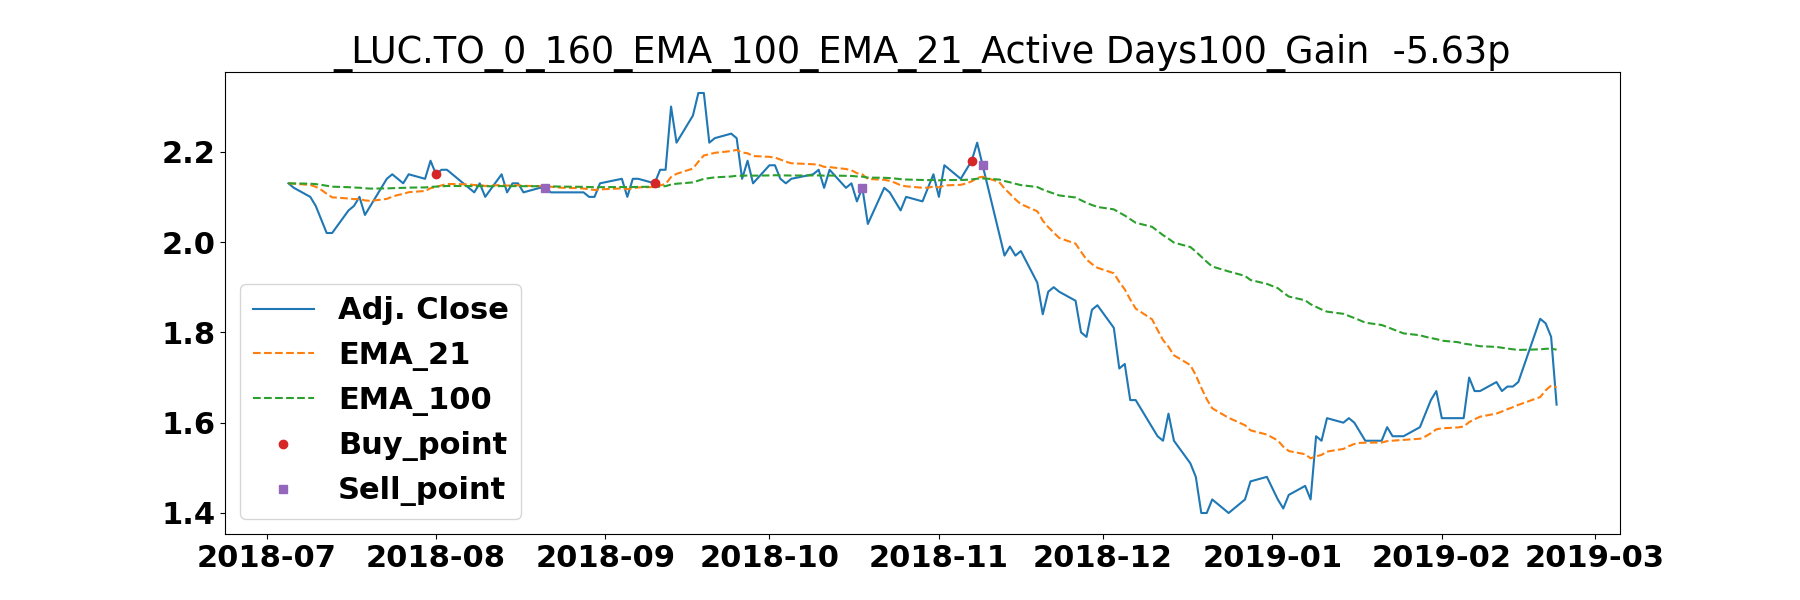 _LUC.TO_0_160_EMA_100_EMA_21_Active Days100_Gain  -5.63p
2.2
2.0
1.8
1.6
1.4
Adj. Close
EMA_21
EMA_100
Buy_point
Sell_point
2018-07 2018-08 2018-09 2018-10 2018-11 2018-12 2019-01 2019-02 2019-03